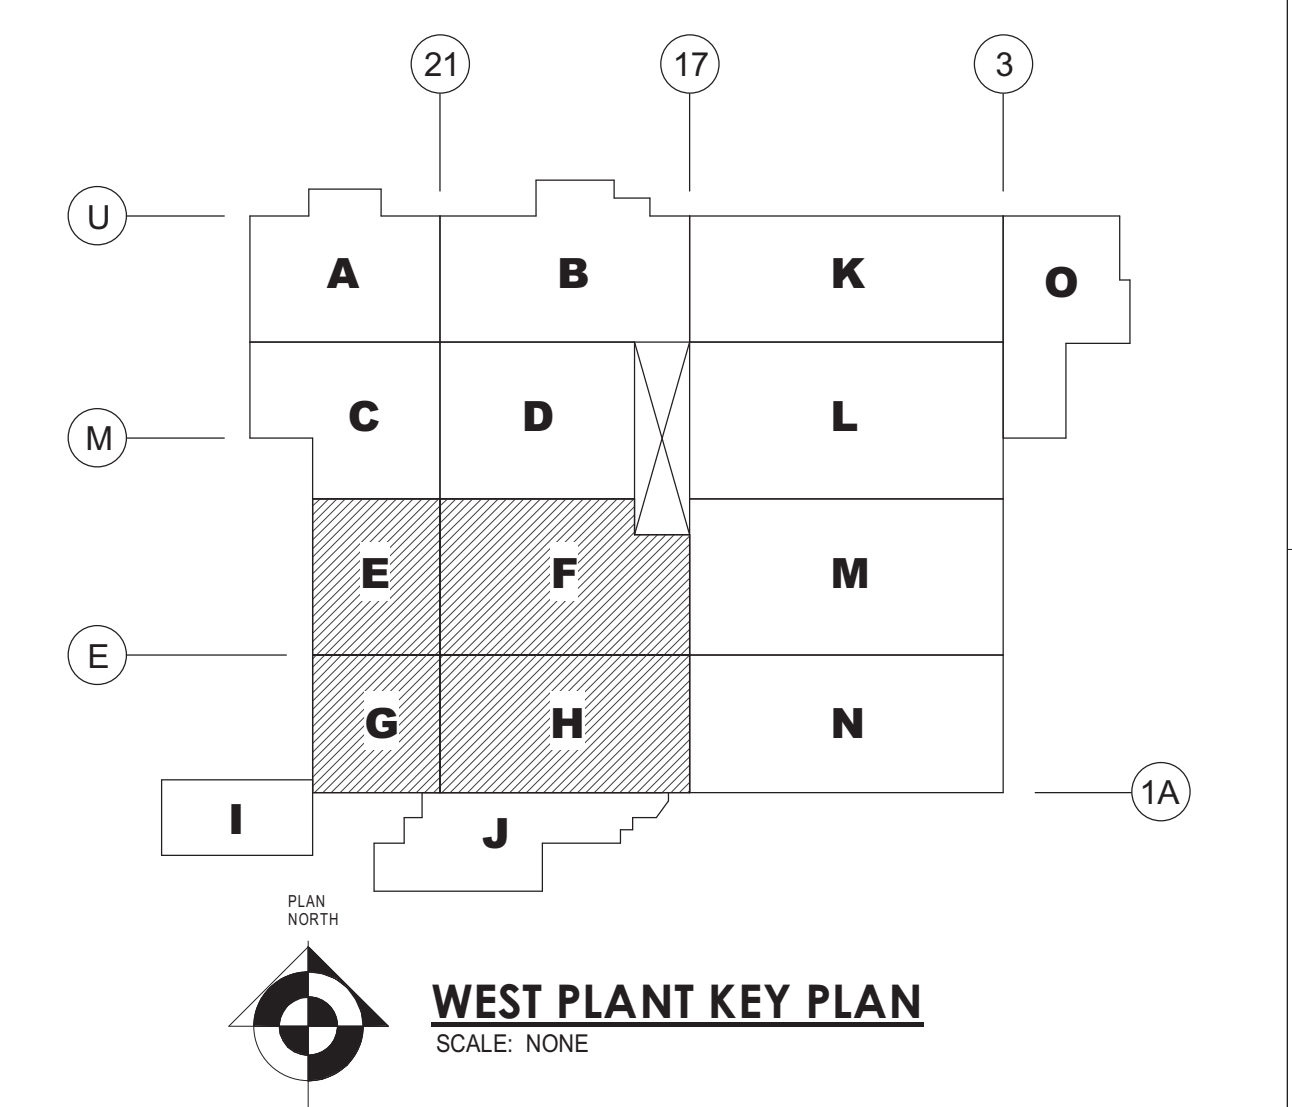 21 17 3
U
A B K O
M
C D L
E F M
E
G H N
1A
I J
PLAN
NORTH
WEST PLANT KEY PLAN
SCALE: NONE